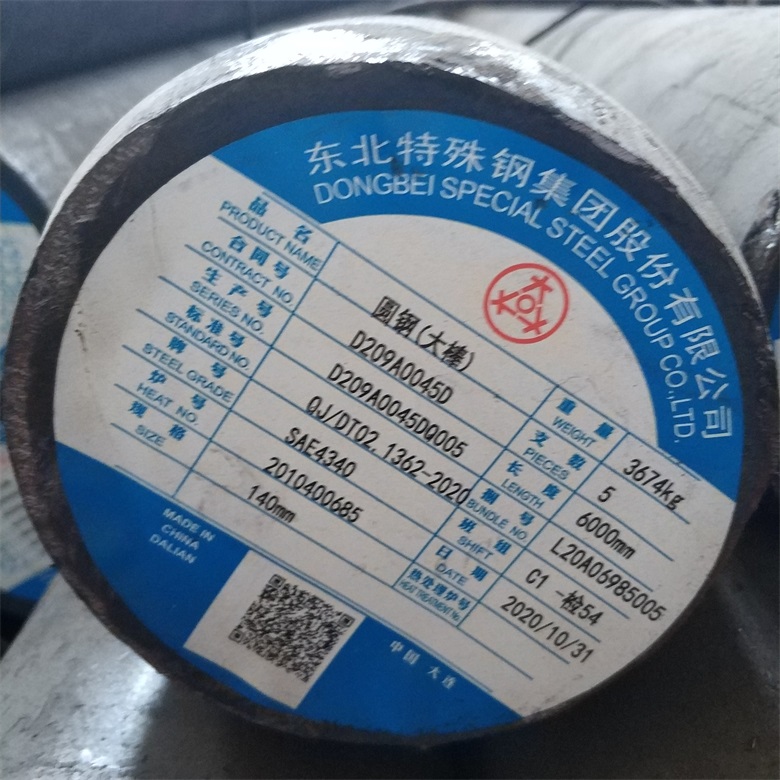 东北特殊钢集团股份有限公司
DONGBEI SPECIAL STEEL GROUP CO.,LTD.
品 名 圆钢(大棒)
PRODUCT NAME
合同号 D209A0045D
CONTRACT NO.
生产号 D209A0045DQ005
SERIES NO.
标准号 QJ/DT02.1362-2020
STANDARD NO.
牌 号 SAE4340
STEEL GRADE
炉 号 2010400685
HEAT NO.
规 格 140mm
SIZE
重 量 3674kg
WEIGHT
支 数 5
PIECES
长 度 6000mm
LENGTH
捆 号 L20A06985005
BUNDLE NO.
班 组 C1 一检54
SHIFT
日 期 2020/10/31
DATE
热处理炉号
HEAT TREATMENT NO.
MADE IN
CHINA
DALIAN
中国 大连